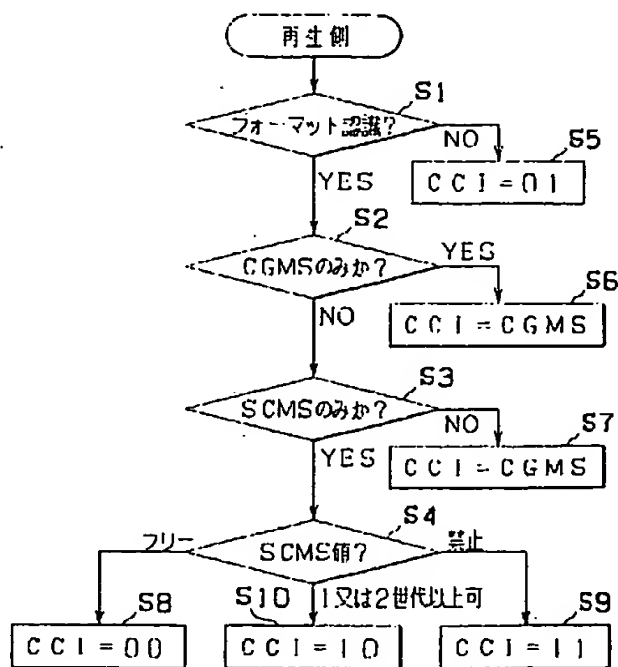 再生側
S1
フォーマット認識?
NO
S5
YES
CCI=01
S2
CGMSのみか?
YES
S6
NO
CCI=CGMS
S3
SCMSのみか?
NO
S7
YES
CCI=CGMS
S4
フリー
SCMS値?
禁止
S8
S10
1又は2世代以上可
S9
CCI=00
CCI=10
CCI=11